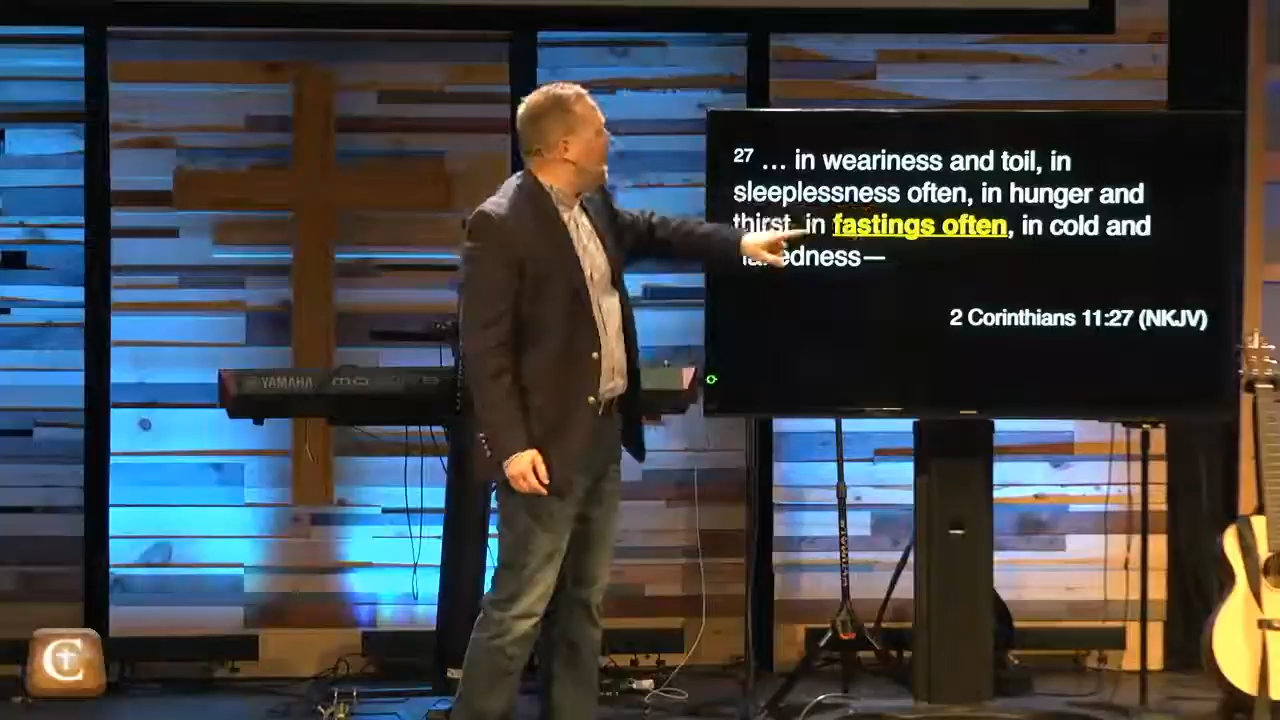 27 … in weariness and toil, in
sleeplessness often, in hunger and
thirst, in fastings often, in cold and
edness—
2 Corinthians 11:27 (NKJV)
YAMAHA
C